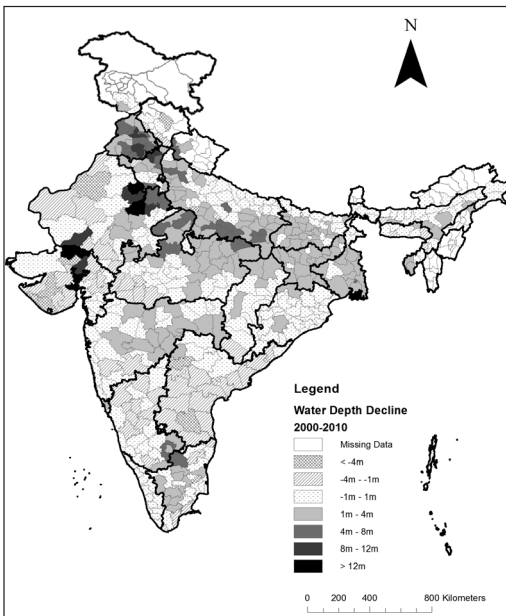 N
Legend
Water Depth Decline
2000-2010
Missing Data
< -4m
-4m - -1m
-1m - 1m
1m - 4m
4m - 8m
8m - 12m
> 12m
0 200 400 800 Kilometers